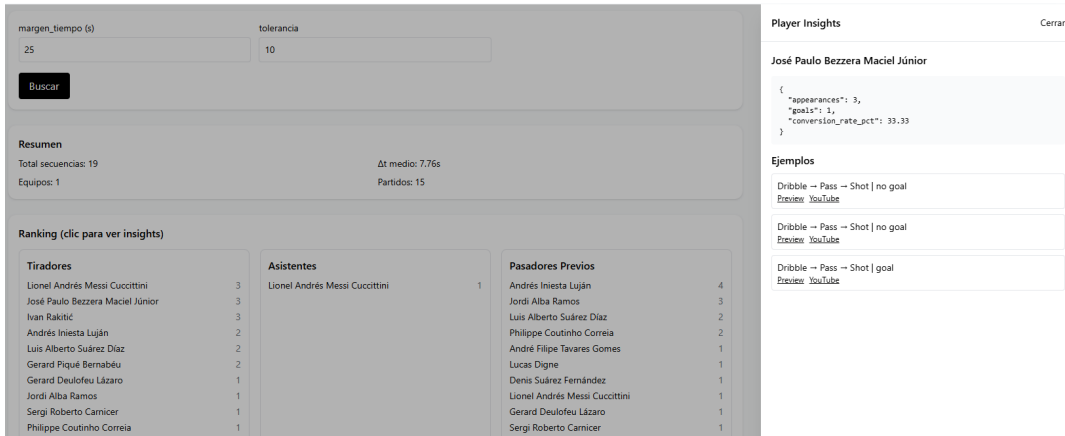 margen_tiempo (s)
tolerancia
25
10
Buscar
Resumen
Total secuencias: 19
Δt medio: 7.76s
Equipos: 1
Partidos: 15
Ranking (clic para ver insights)
Tiradores
Lionel Andrés Messi Cuccittini 3
José Paulo Bezzera Maciel Júnior 3
Ivan Rakitić 3
Andrés Iniesta Luján 2
Luis Alberto Suárez Díaz 2
Gerard Piqué Bernabéu 2
Gerard Deulofeu Lázaro 1
Jordi Alba Ramos 1
Sergi Roberto Carnicer 1
Philippe Coutinho Correia 1
Asistentes
Lionel Andrés Messi Cuccittini 1
Pasadores Previos
Andrés Iniesta Luján 4
Jordi Alba Ramos 3
Luis Alberto Suárez Díaz 2
Philippe Coutinho Correia 2
André Filipe Tavares Gomes 1
Lucas Digne 1
Denis Suárez Fernández 1
Lionel Andrés Messi Cuccittini 1
Gerard Deulofeu Lázaro 1
Sergi Roberto Carnicer 1
Player Insights
Cerrar
José Paulo Bezzera Maciel Júnior
{
"appearances": 3,
"goals": 1,
"conversion_rate_pct": 33.33
}
Ejemplos
Dribble → Pass → Shot | no goal
Preview YouTube
Dribble → Pass → Shot | no goal
Preview YouTube
Dribble → Pass → Shot | goal
Preview YouTube